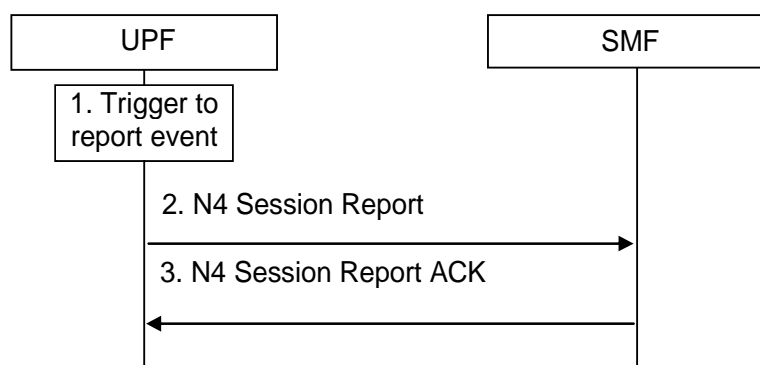 UPF
SMF
1. Trigger to
report event
2. N4 Session Report
3. N4 Session Report ACK